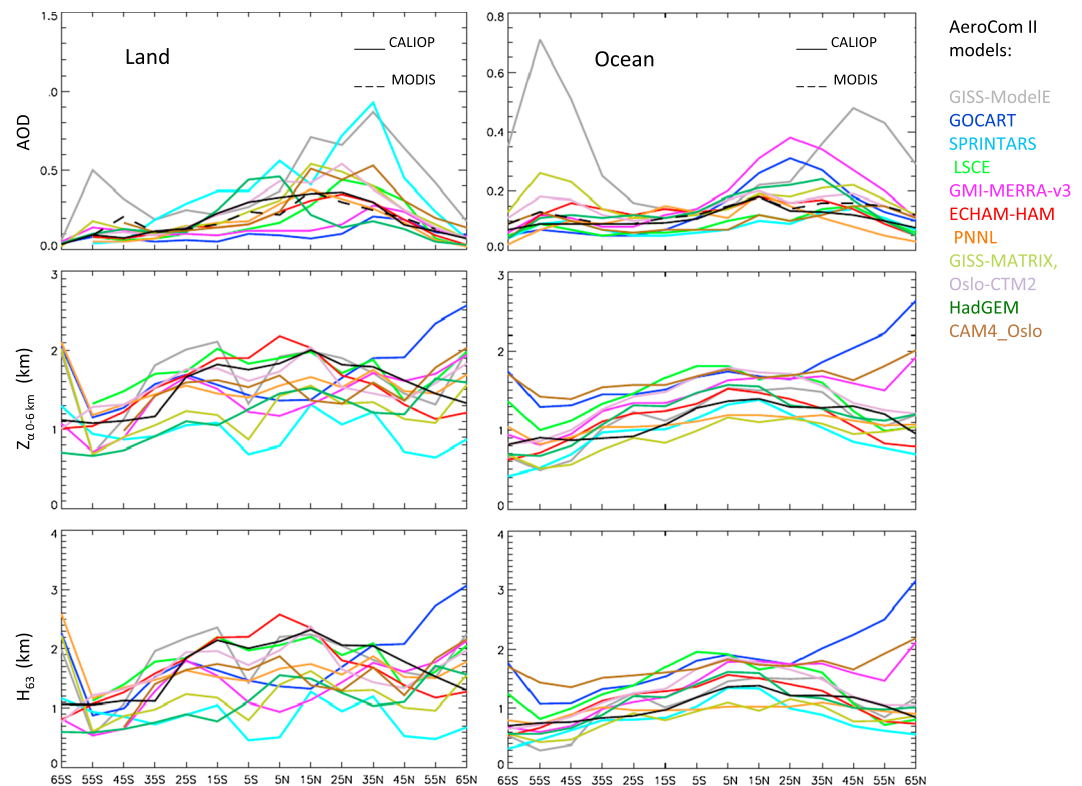 Land
CALIOP
MODIS
AOD
1.5
.0
0.5
0.0
Ocean
CALIOP
MODIS
0.8
0.6
0.4
0.2
0.0
AeroCom II
models:
GISS-ModelE
GOCART
SPRINTARS
LSCE
GMI-MERRA-v3
ECHAM-HAM
PNNL
GISS-MATRIX,
Oslo-CTM2
HadGEM
CAM4_Oslo
Zα 0-6 km (km)
3
2
1
0
3
2
1
0
H63 (km)
4
3
2
1
0
4
3
2
1
0
65S 55S 45S 35S 25S 15S 5S 5N 15N 25N 35N 45N 55N 65N
65S 55S 45S 35S 25S 15S 5S 5N 15N 25N 35N 45N 55N 65N